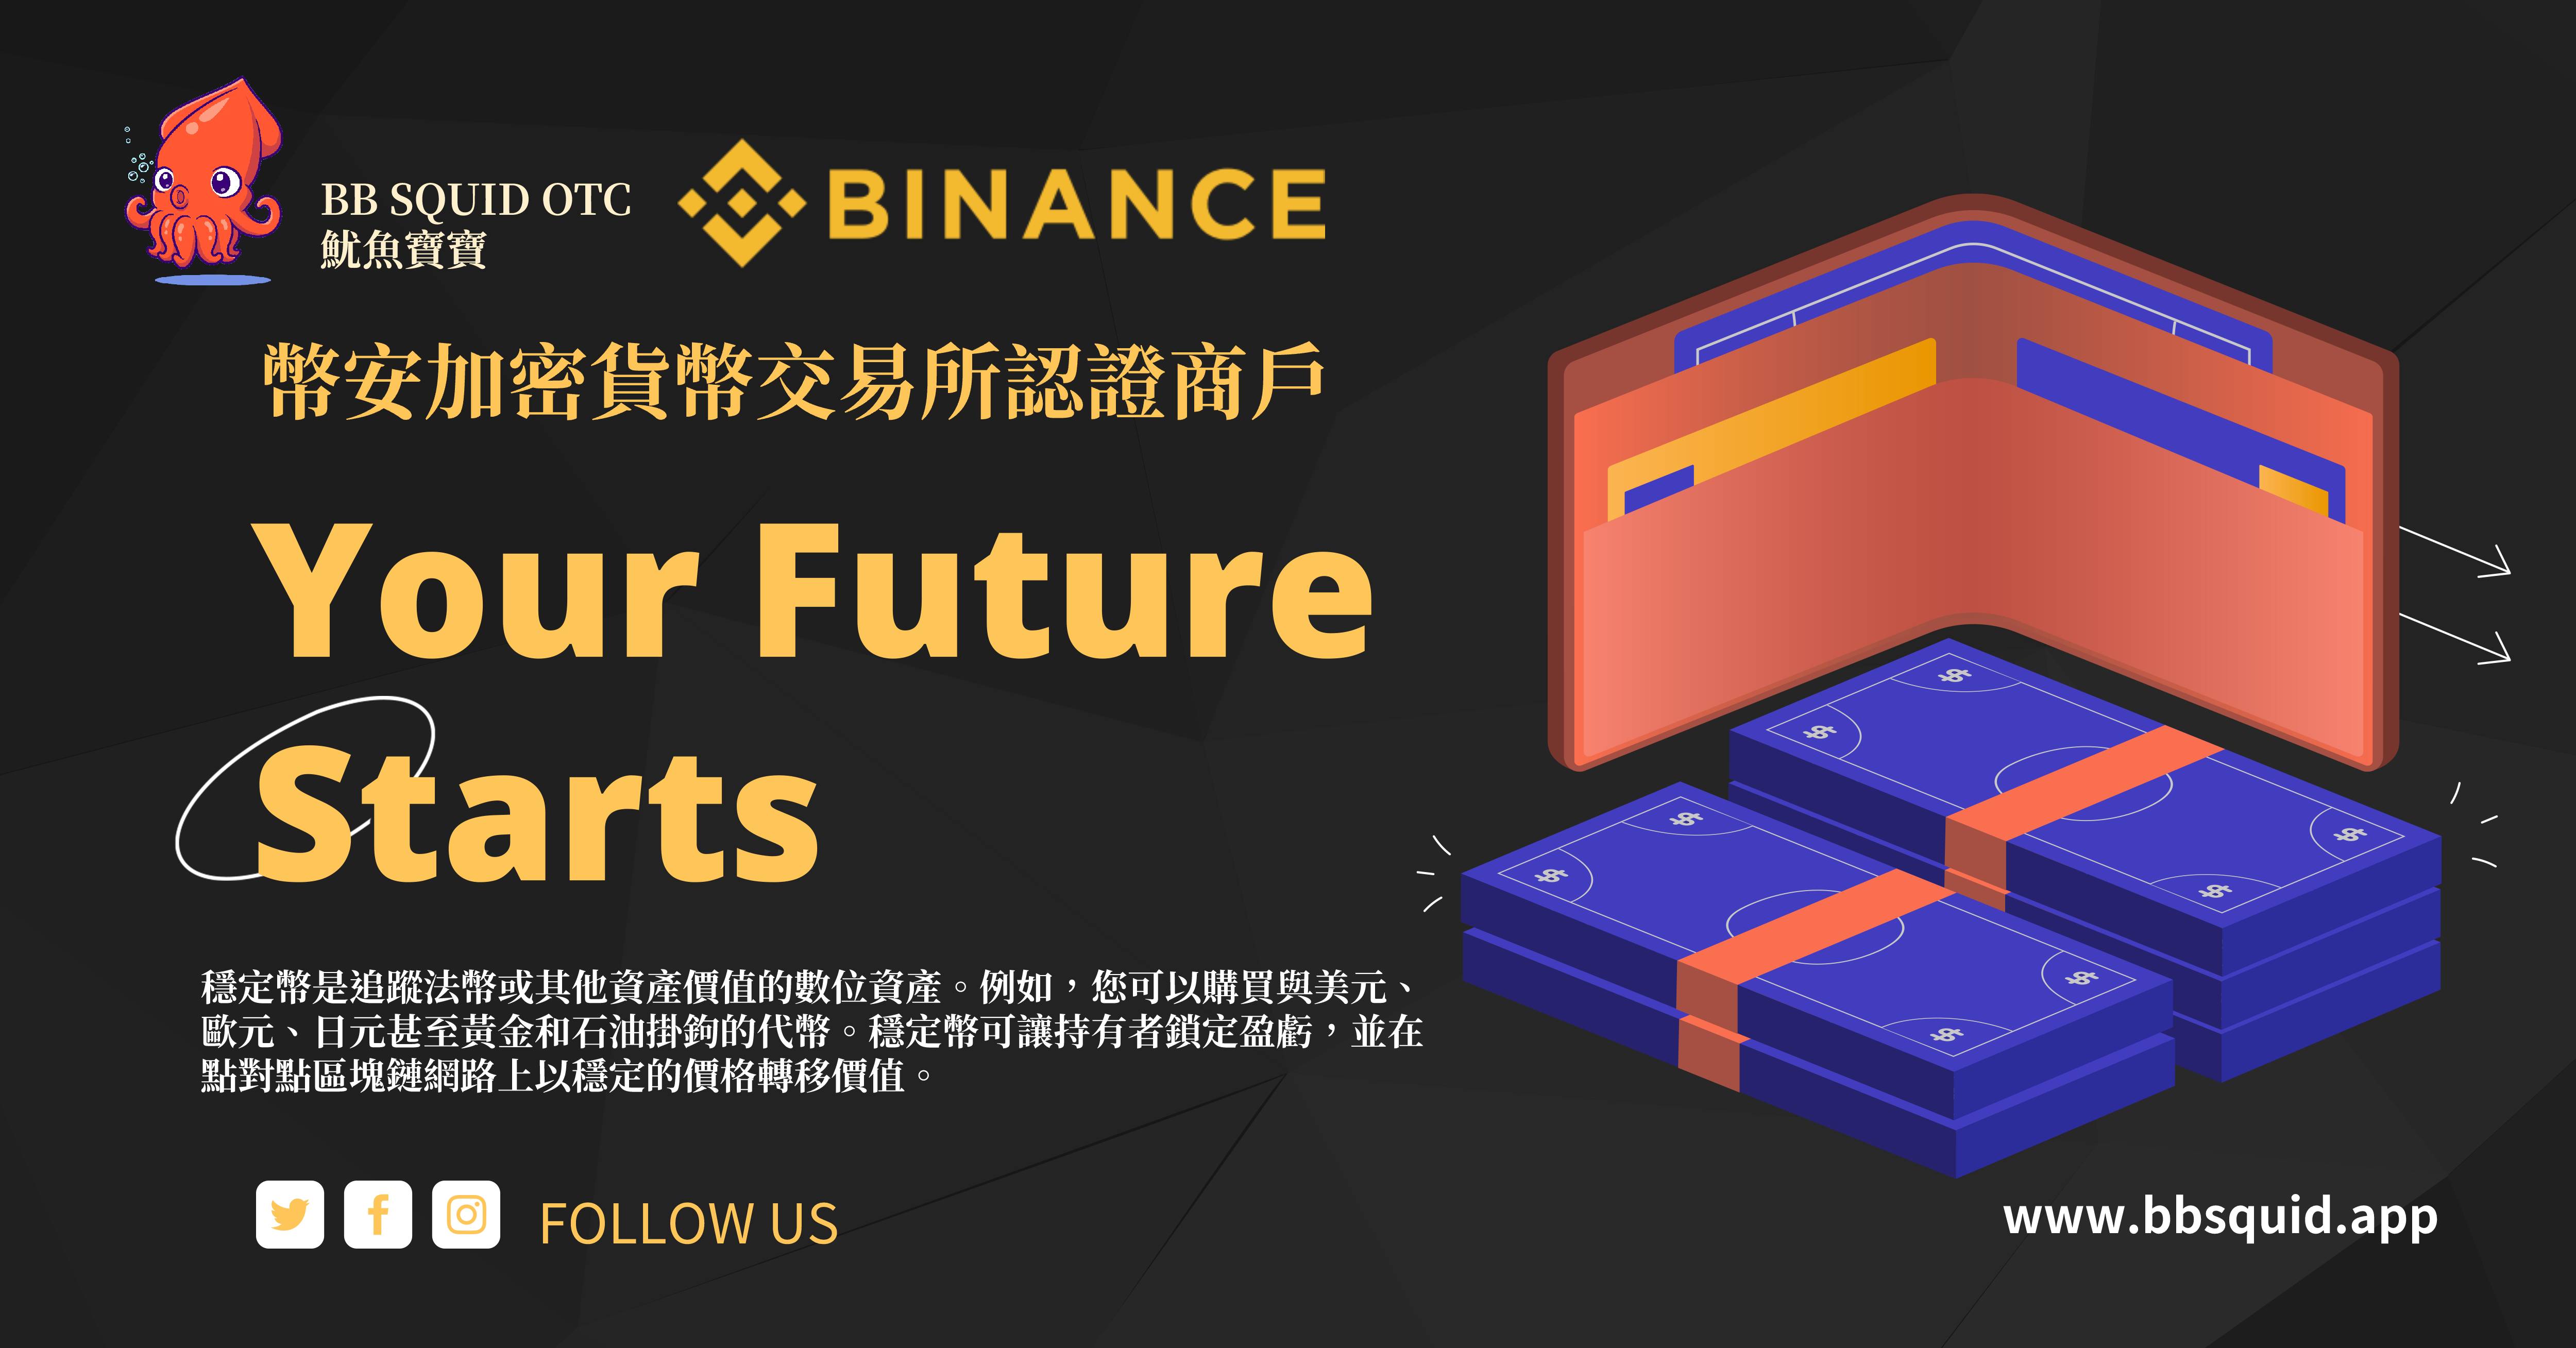 BB SQUID OTC
魷魚寶寶
BINANCE
幣安加密貨幣交易所認證商戶
Your Future
Starts
穩定幣是追蹤法幣或其他資產價值的數位資產。例如，您可以購買與美元、
歐元、日元甚至黃金和石油掛鉤的代幣。穩定幣可讓持有者鎖定盈虧，並在
點對點區塊鏈網路上以穩定的價格轉移價值。
FOLLOW US
www.bbsquid.app